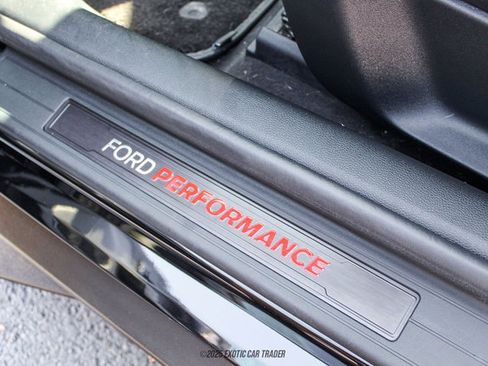 FORD PERFORMANCE
©2025 EXOTIC CAR TRADER